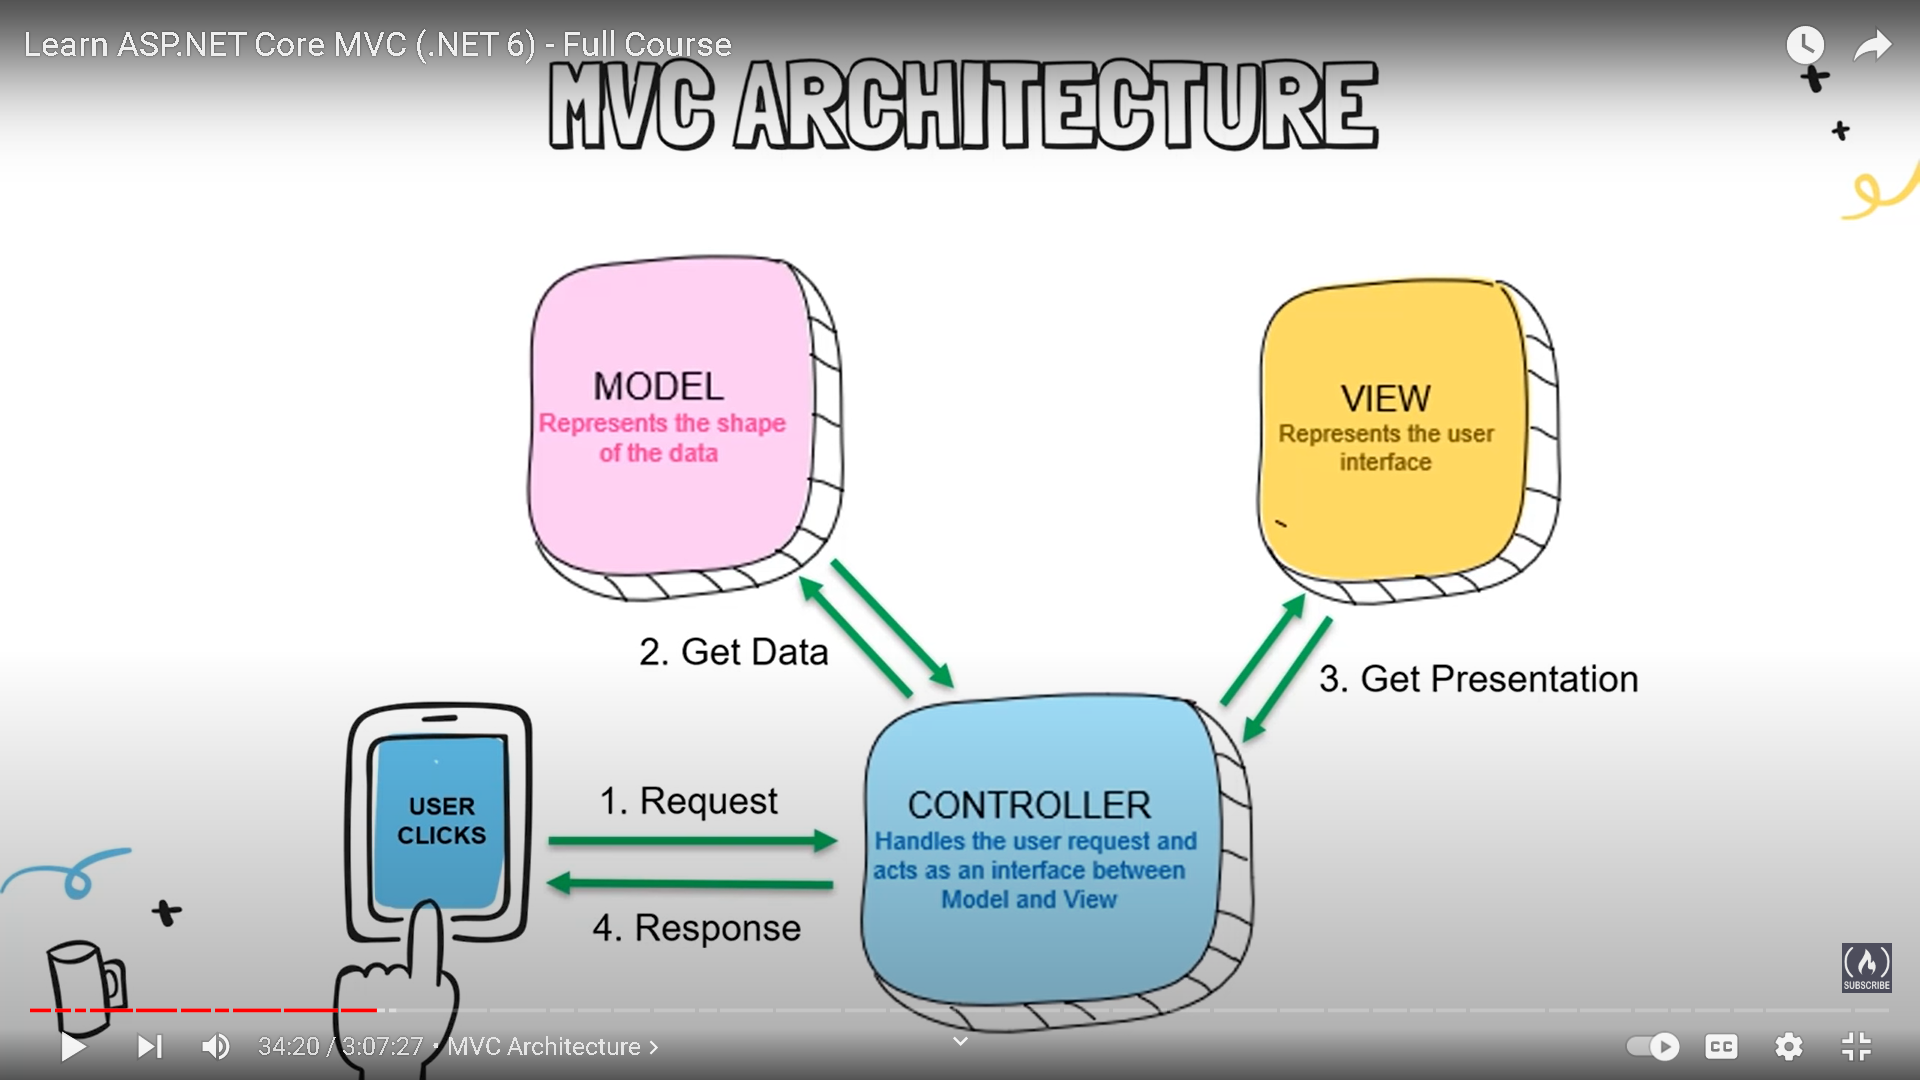 Learn ASP.NET Core MVC (.NET 6) - Full Course
MVC ARCHITECTURE
MODEL
Represents the shape
of the data
VIEW
Represents the user
interface
2. Get Data
3. Get Presentation
USER
CLICKS
1. Request
4. Response
CONTROLLER
Handles the user request and
acts as an interface between
Model and View
SUBSCRIBE
34:20 / 3:07:27 • MVC Architecture >
CC